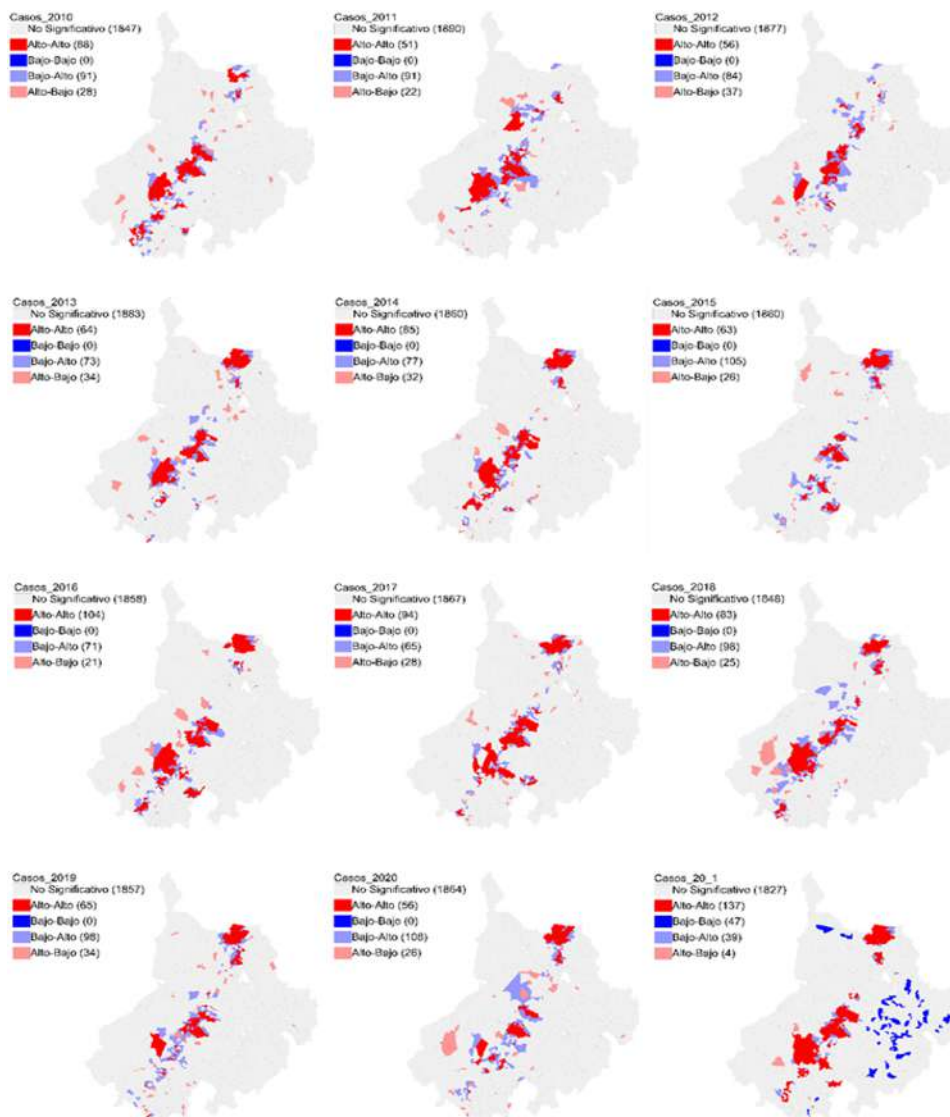 Casos_2010
No Significativo (1847)
Alto-Alto (88)
Bajo-Bajo (0)
Bajo-Alto (91)
Alto-Bajo (28)
Casos_2011
No Significativo (1890)
Alto-Alto (51)
Bajo-Bajo (0)
Bajo-Alto (91)
Alto-Bajo (22)
Casos_2012
No Significativo (1877)
Alto-Alto (56)
Bajo-Bajo (0)
Bajo-Alto (84)
Alto-Bajo (37)
Casos_2013
No Significativo (1883)
Alto-Alto (64)
Bajo-Bajo (0)
Bajo-Alto (73)
Alto-Bajo (34)
Casos_2014
No Significativo (1860)
Alto-Alto (85)
Bajo-Bajo (0)
Bajo-Alto (77)
Alto-Bajo (32)
Casos_2015
No Significativo (1860)
Alto-Alto (63)
Bajo-Bajo (0)
Bajo-Alto (105)
Alto-Bajo (26)
Casos_2016
No Significativo (1858)
Alto-Alto (104)
Bajo-Bajo (0)
Bajo-Alto (71)
Alto-Bajo (21)
Casos_2017
No Significativo (1867)
Alto-Alto (94)
Bajo-Bajo (0)
Bajo-Alto (65)
Alto-Bajo (28)
Casos_2018
No Significativo (1848)
Alto-Alto (83)
Bajo-Bajo (0)
Bajo-Alto (98)
Alto-Bajo (25)
Casos_2019
No Significativo (1857)
Alto-Alto (65)
Bajo-Bajo (0)
Bajo-Alto (98)
Alto-Bajo (34)
Casos_2020
No Significativo (1864)
Alto-Alto (56)
Bajo-Bajo (0)
Bajo-Alto (108)
Alto-Bajo (26)
Casos_20_1
No Significativo (1827)
Alto-Alto (137)
Bajo-Bajo (47)
Bajo-Alto (39)
Alto-Bajo (4)